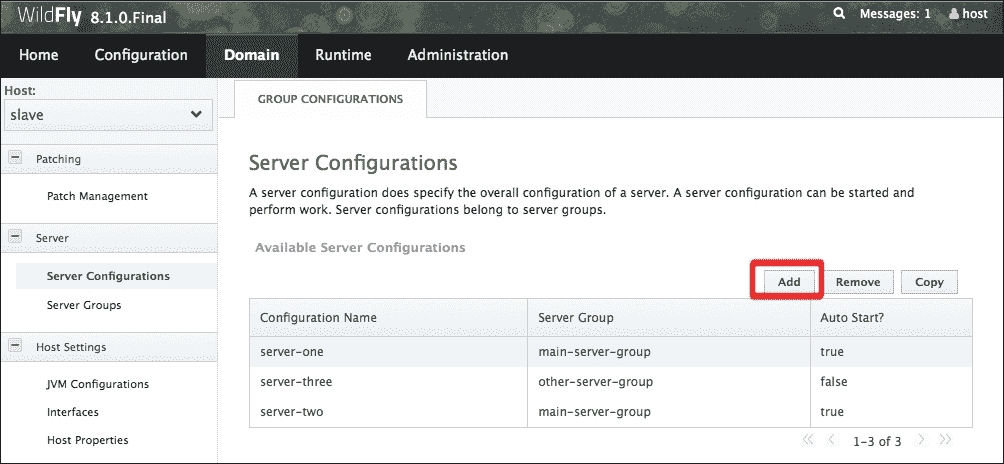 WildFly 8.1.0.Final
Messages: 1
host
Home
Configuration
Domain
Runtime
Administration
Host:
slave
Patching
Patch Management
Server
Server Configurations
Server Groups
Host Settings
JVM Configurations
Interfaces
Host Properties
GROUP CONFIGURATIONS
Server Configurations
A server configuration does specify the overall configuration of a server. A server configuration can be started and
perform work. Server configurations belong to server groups.
Available Server Configurations
Add
Remove
Copy
Configuration Name
Server Group
Auto Start?
server-one
main-server-group
true
server-three
other-server-group
false
server-two
main-server-group
true
1-3 of 3